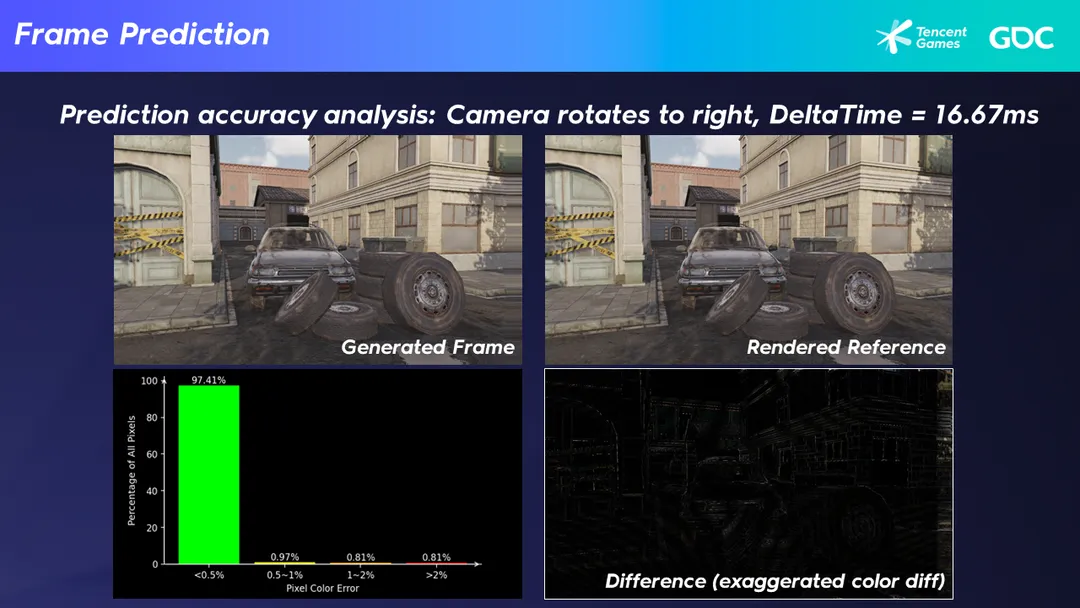 Frame Prediction
Tencent
Games
GDC
Prediction accuracy analysis: Camera rotates to right, DeltaTime = 16.67ms
Generated Frame
Rendered Reference
100
80
60
40
20
0
Percentage of All Pixels
97.41%
0.97%
0.81%
0.81%
<0.5%
0.5~1%
1~2%
>2%
Pixel Color Error
Difference (exaggerated color diff)